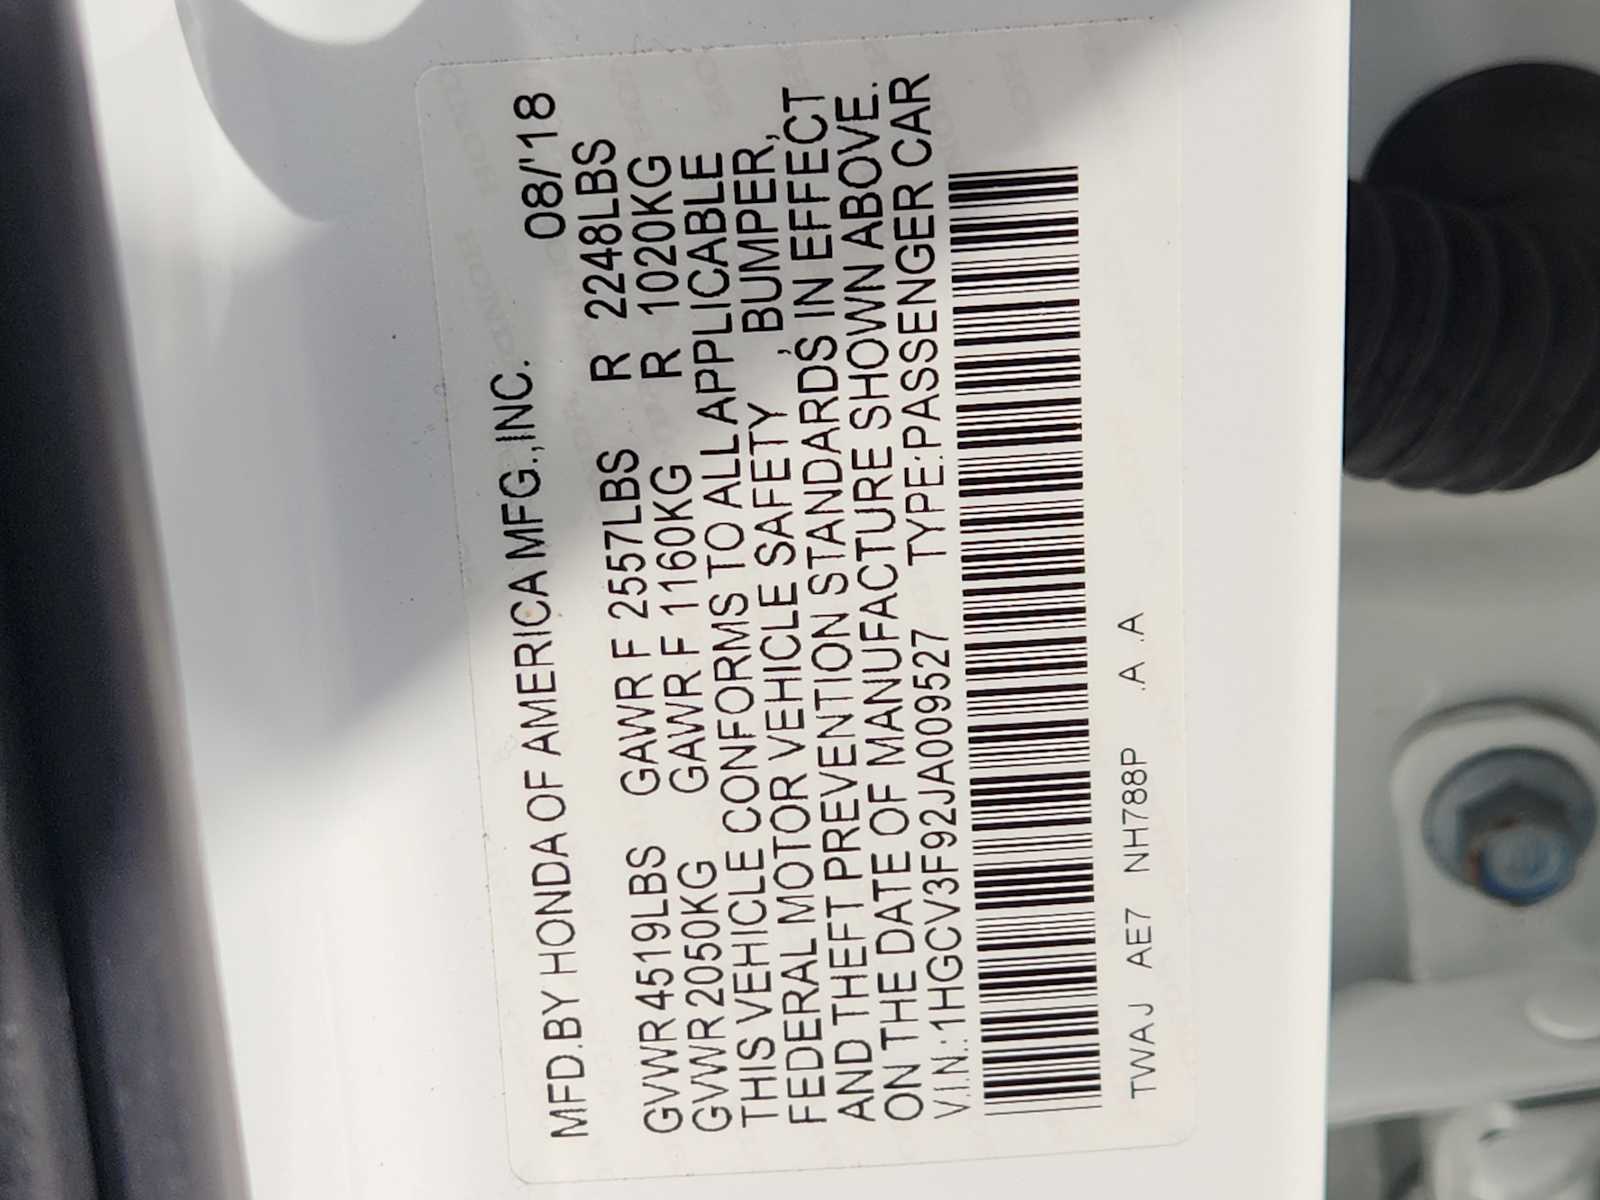 MFD.BY HONDA OF AMERICA MFG.,INC. 08/'18
GVWR 4519LBS GAWR F 2557LBS R 2248LBS
GVWR 2050KG GAWR F 1160KG R 1020KG
THIS VEHICLE CONFORMS TO ALL APPLICABLE
FEDERAL MOTOR VEHICLE SAFETY , BUMPER,
AND THEFT PREVENTION STANDARDS IN EFFECT
ON THE DATE OF MANUFACTURE SHOWN ABOVE.
V.I.N.:1HGCV3F92JA009527 TYPE:PASSENGER CAR
TWAJ AE7 NH788P .A .A